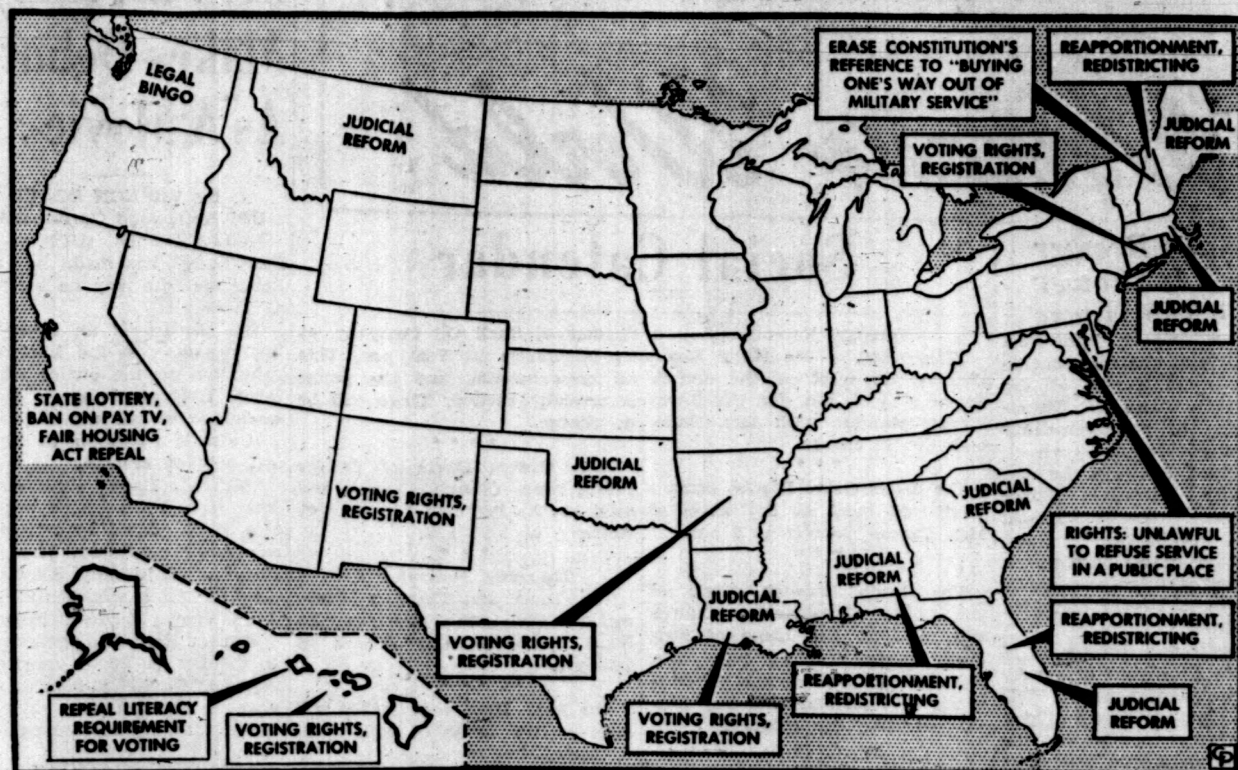 LEGAL
BINGO
JUDICIAL
REFORM
ERASE CONSTITUTION'S
REFERENCE TO "BUYING
ONE'S WAY OUT OF
MILITARY SERVICE"
REAPPORTIONMENT,
REDISTRICTING
JUDICIAL
REFORM
VOTING RIGHTS,
REGISTRATION
JUDICIAL
REFORM
STATE LOTTERY,
BAN ON PAY TV,
FAIR HOUSING
ACT REPEAL
VOTING RIGHTS,
REGISTRATION
JUDICIAL
REFORM
JUDICIAL
REFORM
RIGHTS: UNLAWFUL
TO REFUSE SERVICE
IN A PUBLIC PLACE
JUDICIAL
REFORM
JUDICIAL
REFORM
REAPPORTIONMENT,
REDISTRICTING
VOTING RIGHTS,
REGISTRATION
REAPPORTIONMENT,
REDISTRICTING
JUDICIAL
REFORM
REPEAL LITERACY
REQUIREMENT
FOR VOTING
VOTING RIGHTS,
REGISTRATION
VOTING RIGHTS,
REGISTRATION
CP